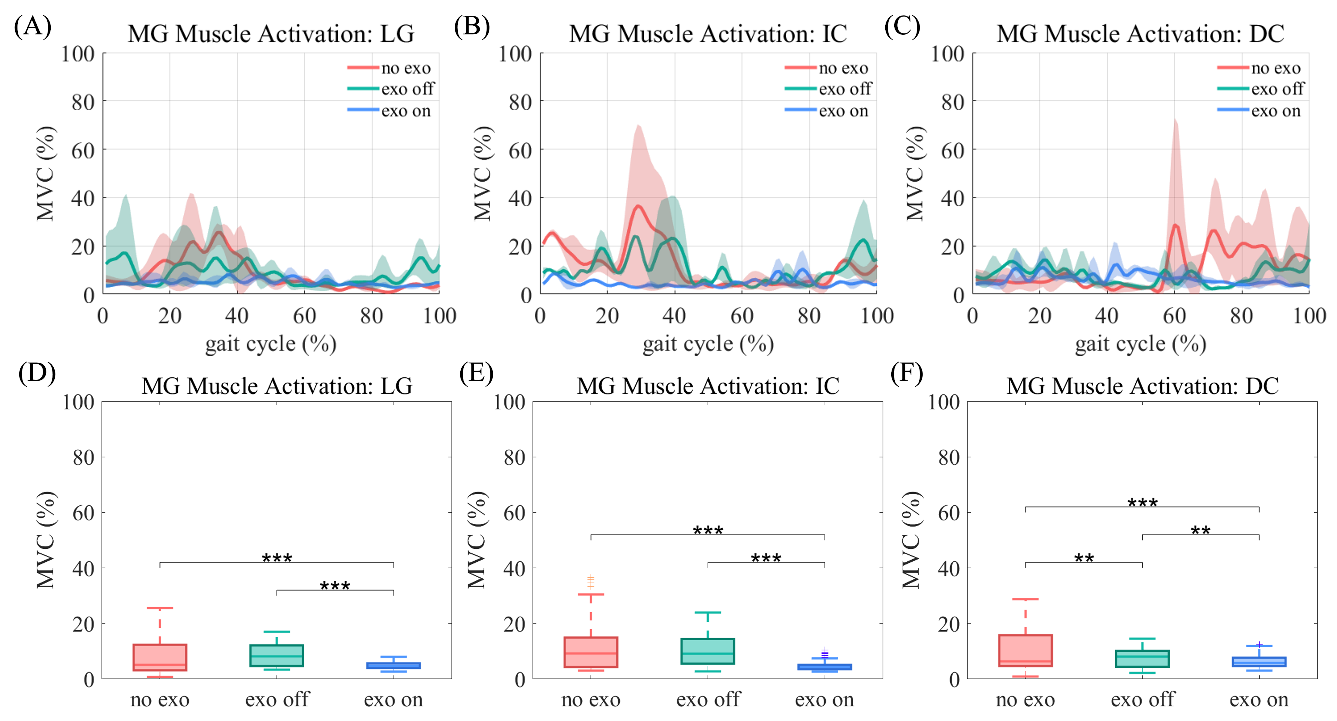 (A)
MG Muscle Activation: LG
no exo
exo off
exo on
100
80
60
40
20
0
MVC (%)
0 20 40 60 80 100
gait cycle (%)
(B)
MG Muscle Activation: IC
no exo
exo off
exo on
100
80
60
40
20
0
MVC (%)
0 20 40 60 80 100
gait cycle (%)
(C)
MG Muscle Activation: DC
no exo
exo off
exo on
100
80
60
40
20
0
MVC (%)
0 20 40 60 80 100
gait cycle (%)
(D)
MG Muscle Activation: LG
100
80
60
40
20
0
MVC (%)
***
***
no exo exo off exo on
(E)
MG Muscle Activation: IC
100
80
60
40
20
0
MVC (%)
***
***
no exo exo off exo on
(F)
MG Muscle Activation: DC
100
80
60
40
20
0
MVC (%)
***
**
**
no exo exo off exo on